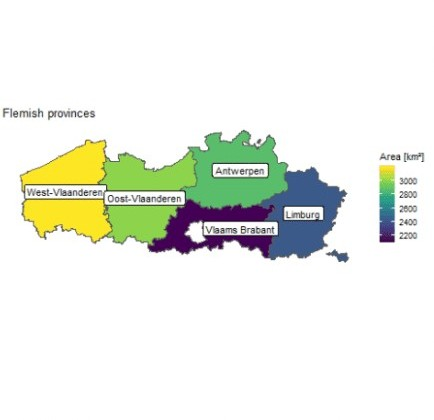 Flemish provinces
Antwerpen
West-Vlaanderen
Oost-Vlaanderen
Limburg
Vlaams Brabant
Area [km²]
3000
2800
2600
2400
2200